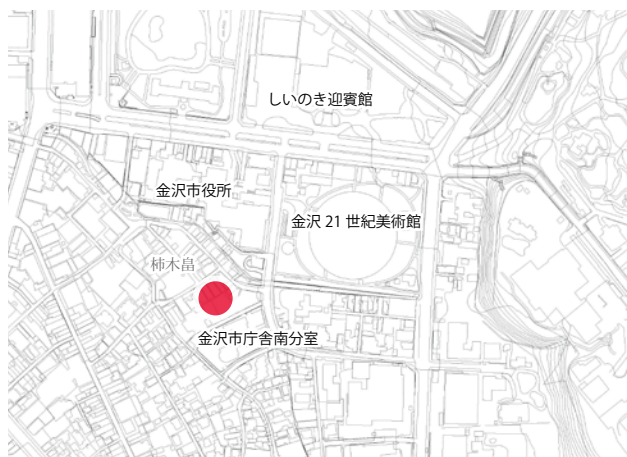 しいのき迎賓館
金沢市役所
金沢 21 世紀美術館
柿木畠
金沢市庁舎南分室